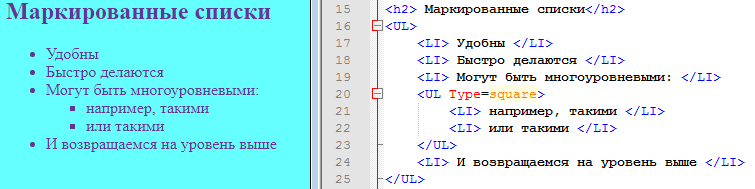 Маркированные списки
Удобны
Быстро делаются
Могут быть многоуровневыми:
например, такими
или такими
И возвращаемся на уровень выше
15 <h2> Маркированные списки</h2>
16 <UL>
17 <LI> Удобны </LI>
18 <LI> Быстро делаются </LI>
19 <LI> Могут быть многоуровневыми: </LI>
20 <UL Type=square>
21 <LI> например, такими </LI>
22 <LI> или такими </LI>
23 </UL>
24 <LI> И возвращаемся на уровень выше </LI>
25 </UL>